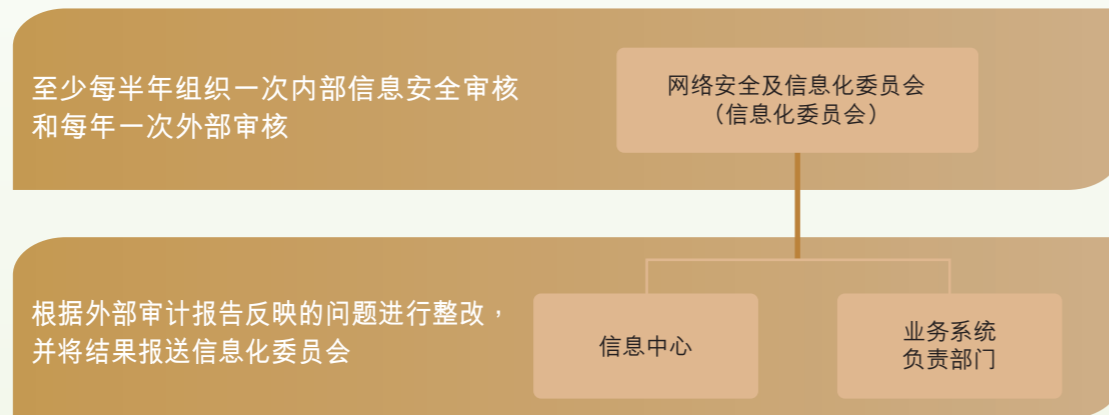 至少每半年组织一次内部信息安全审核
和每年一次外部审核
网络安全及信息化委员会
（信息化委员会）
根据外部审计报告反映的问题进行整改，
并将结果报送信息化委员会
信息中心
业务系统
负责部门